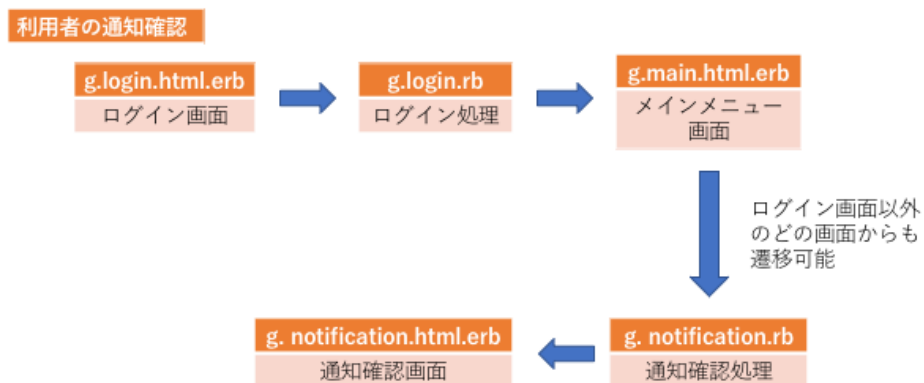 利用者の通知確認
g.login.html.erb
ログイン画面
g.login.rb
ログイン処理
g.main.html.erb
メインメニュー
画面
ログイン画面以外
のどの画面からも
遷移可能
g. notification.html.erb
通知確認画面
g. notification.rb
通知確認処理